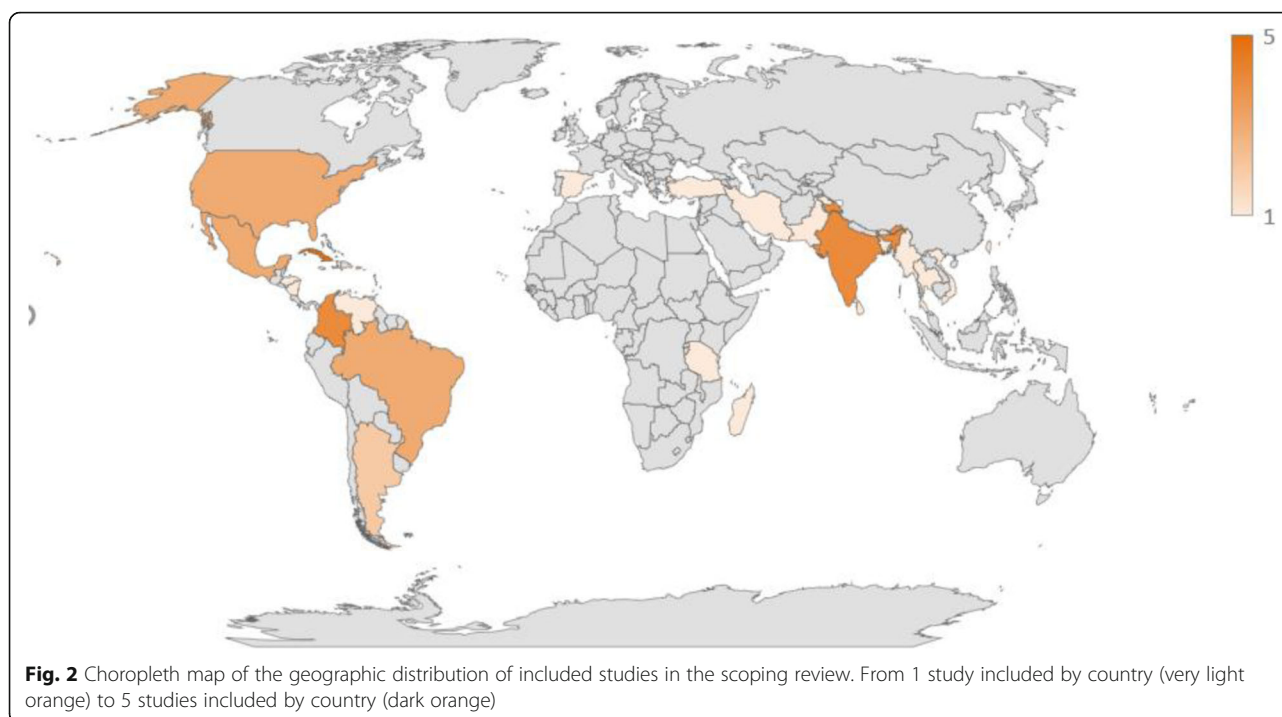 5
1
Fig. 2 Choropleth map of the geographic distribution of included studies in the scoping review. From 1 study included by country (very light
orange) to 5 studies included by country (dark orange)